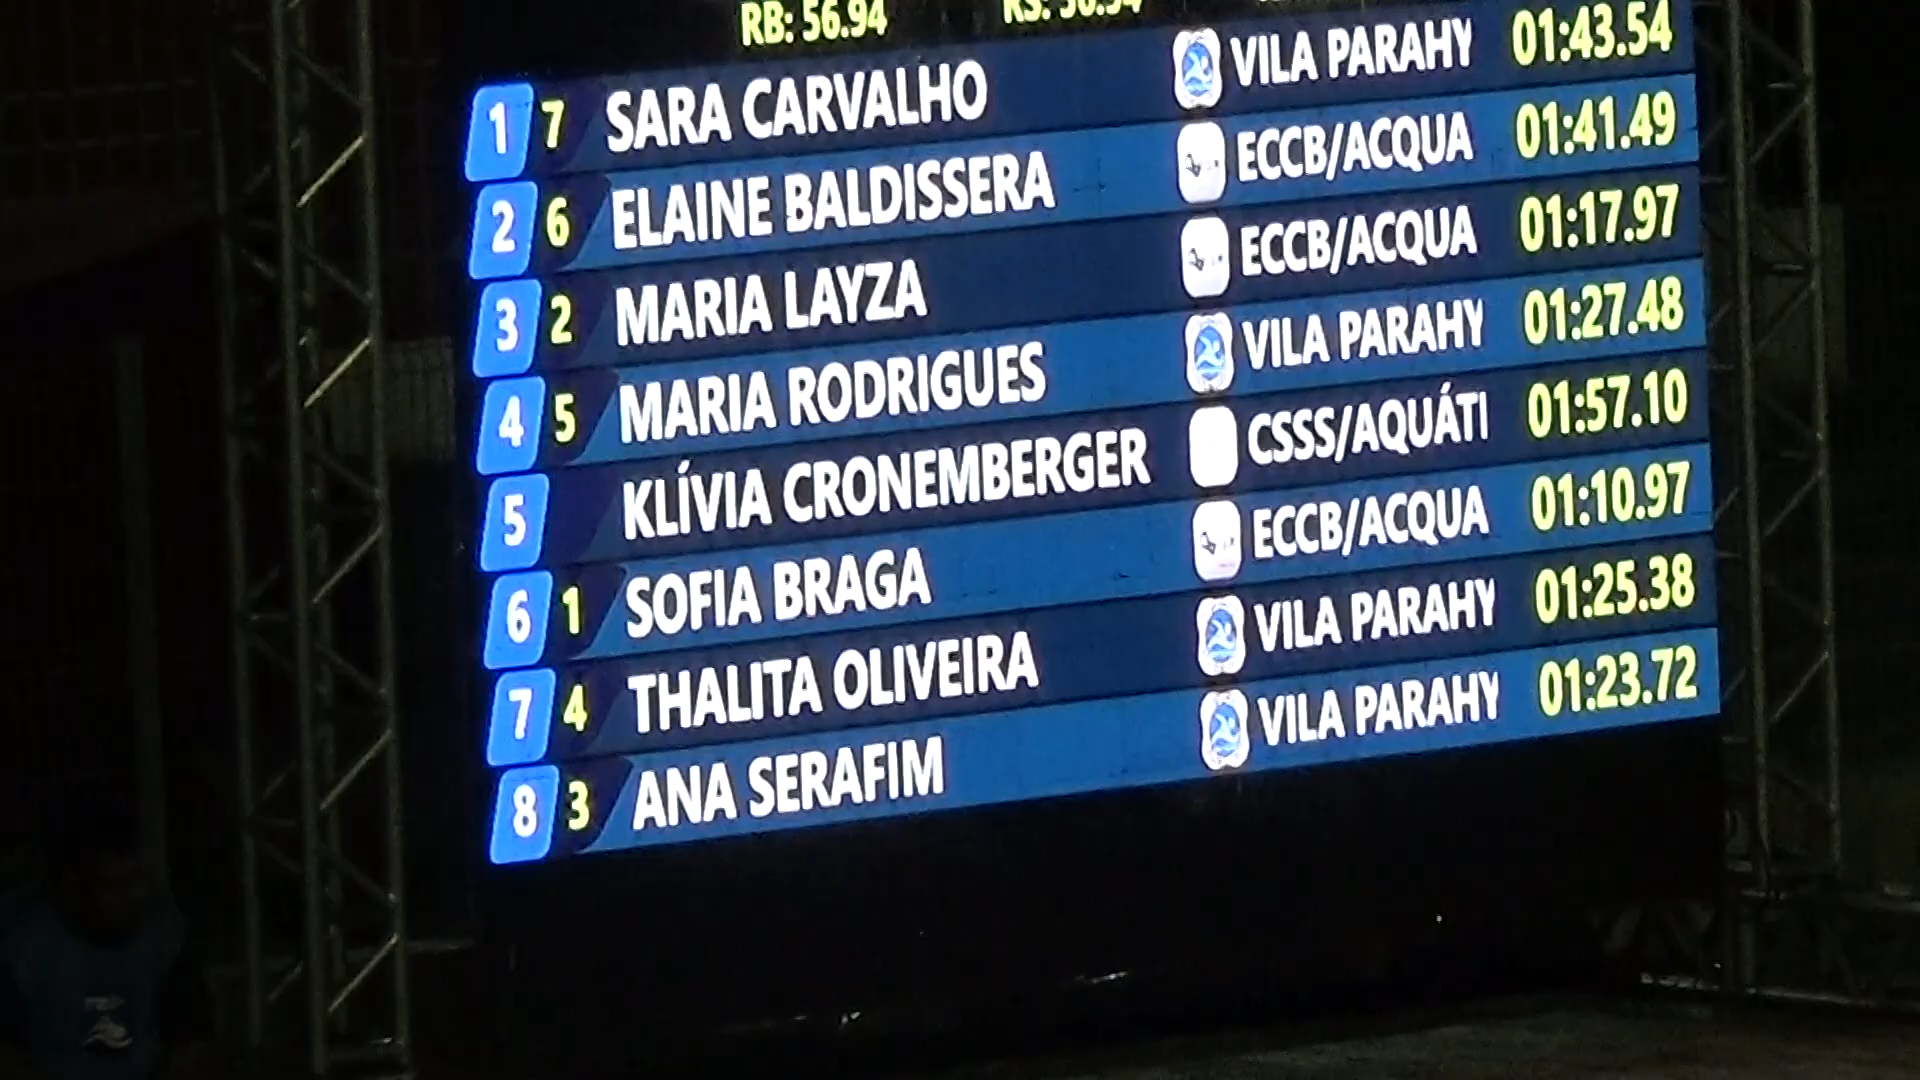 RB: 56.94
1 7 SARA CARVALHO VILA PARAHY 01:43.54
2 6 ELAINE BALDISSERA ECCB/ACQUA 01:41.49
3 2 MARIA LAYZA ECCB/ACQUA 01:17.97
4 5 MARIA RODRIGUES VILA PARAHY 01:27.48
5 KLÍVIA CRONEMBERGER CSSS/AQUÁTI 01:57.10
6 1 SOFIA BRAGA ECCB/ACQUA 01:10.97
7 4 THALITA OLIVEIRA VILA PARAHY 01:25.38
8 3 ANA SERAFIM VILA PARAHY 01:23.72